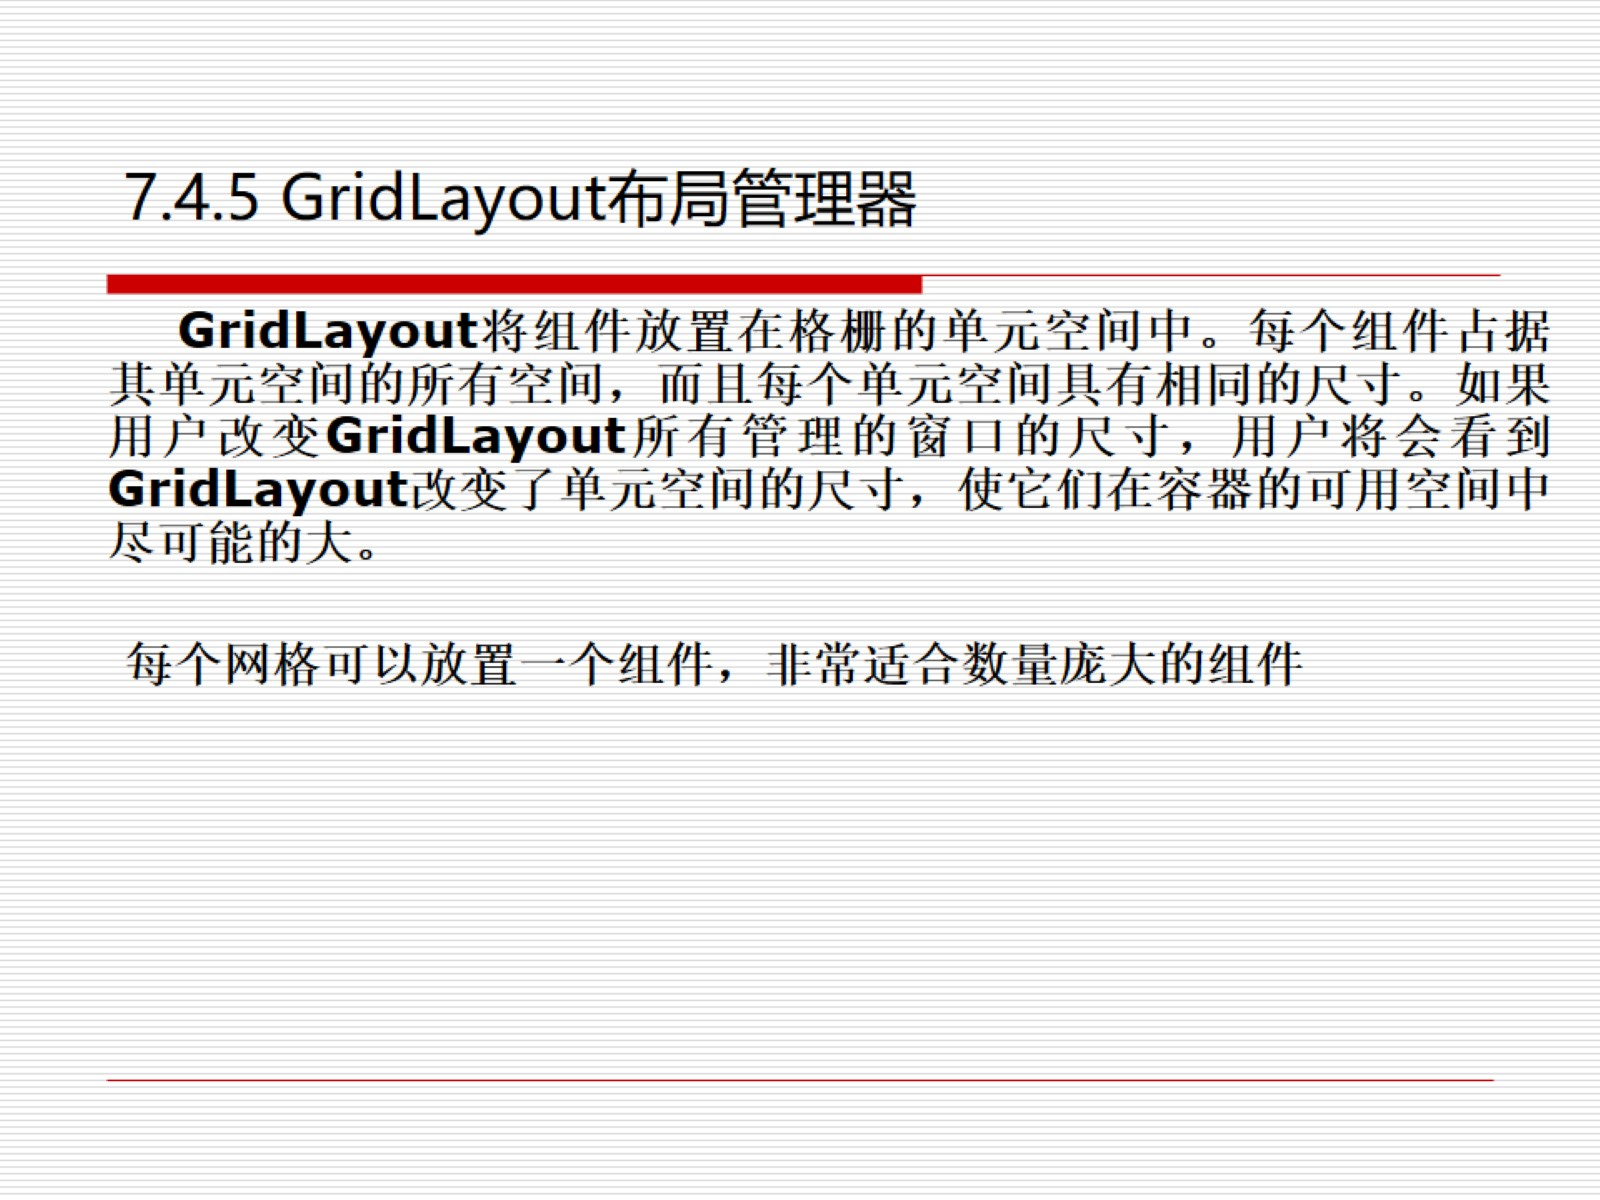 7.4.5 GridLayout布局管理器
GridLayout将组件放置在格栅的单元空间中。每个组件占据
其单元空间的所有空间，而且每个单元空间具有相同的尺寸。如果
用户改变GridLayout所有管理的窗口的尺寸，用户将会看到
GridLayout改变了单元空间的尺寸，使它们在容器的可用空间中
尽可能的大。
每个网格可以放置一个组件，非常适合数量庞大的组件